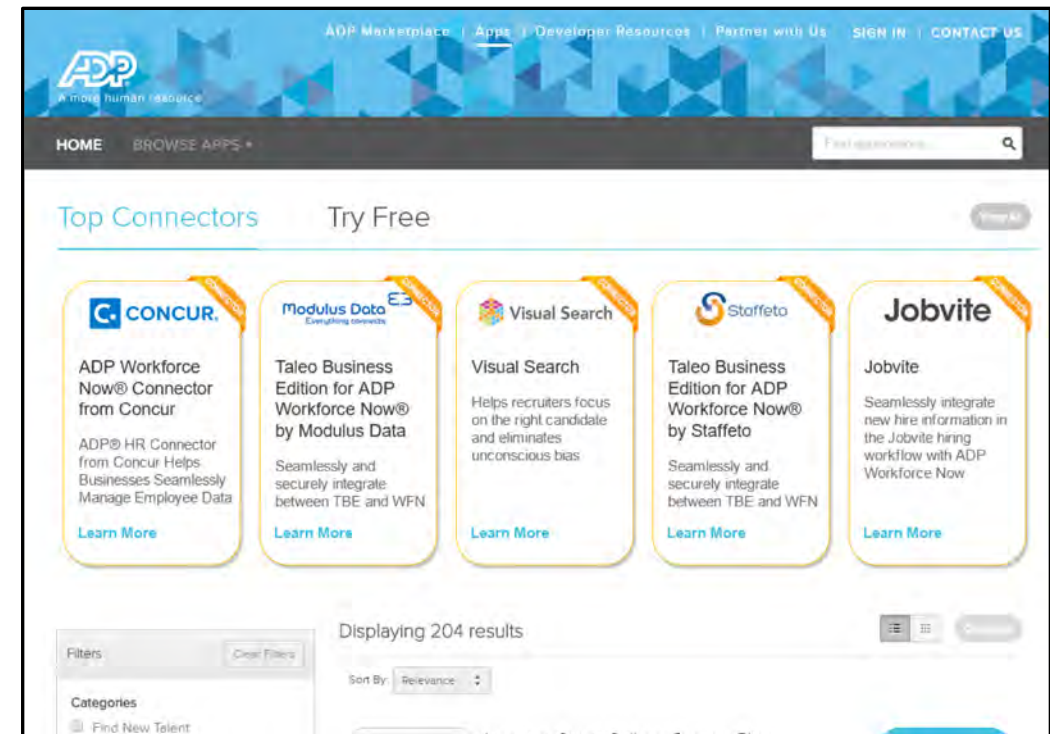 ADP Marketplace | Apps | Developer Resources | Partner with Us SIGN IN | CONTACT US
ADP
A more human resource
HOME BROWSE APPS
Find applications
Top Connectors Try Free
CONNECTOR
CONCUR.
ADP Workforce
Now® Connector
from Concur
ADP® HR Connector
from Concur Helps
Businesses Seamlessly
Manage Employee Data
Learn More
CONNECTOR
Modulus Data
Everything connects
Taleo Business
Edition for ADP
Workforce Now®
by Modulus Data
Seamlessly and
securely integrate
between TBE and WFN
Learn More
CONNECTOR
Visual Search
Visual Search
Helps recruiters focus
on the right candidate
and eliminates
unconscious bias
Learn More
CONNECTOR
Staffeto
Taleo Business
Edition for ADP
Workforce Now®
by Staffeto
Seamlessly and
securely integrate
between TBE and WFN
Learn More
CONNECTOR
Jobvite
Jobvite
Seamlessly integrate
new hire information in
the Jobvite hiring
workflow with ADP
Workforce Now
Learn More
Displaying 204 results
Filters Clear Filters
Sort By: Relevance
Categories
Find New Talent